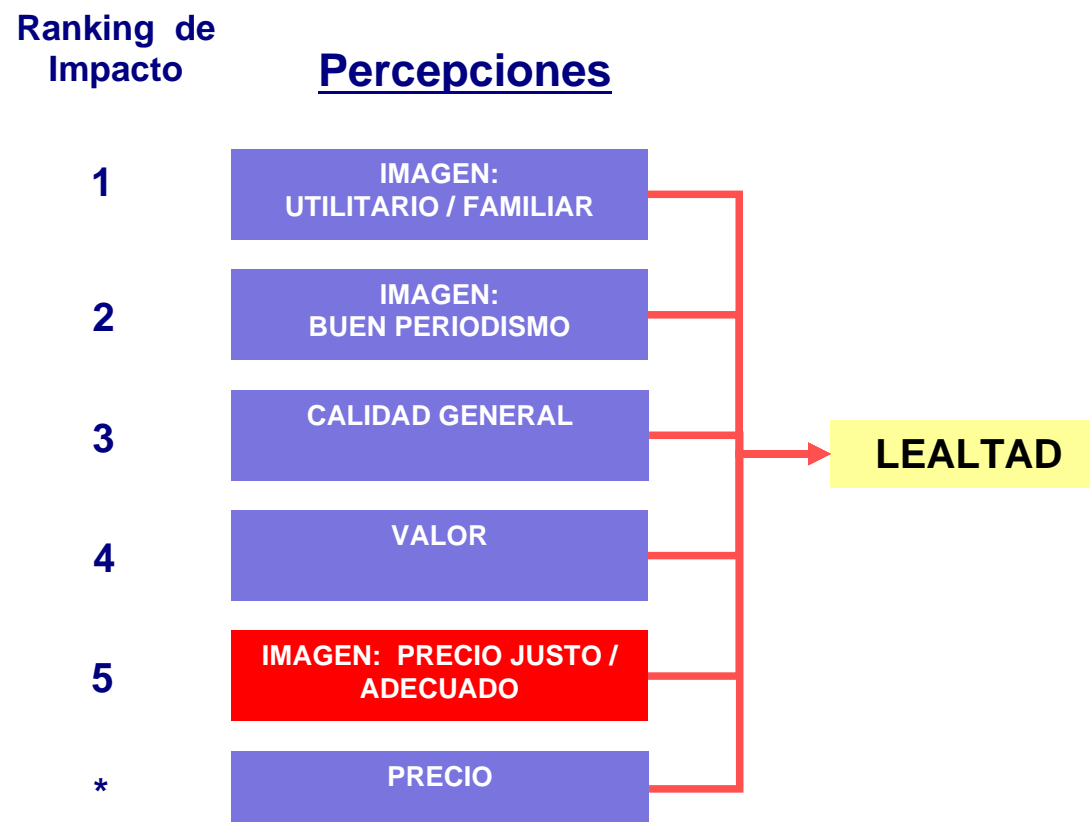 Ranking de
Impacto
Percepciones
1
IMAGEN:
UTILITARIO / FAMILIAR
2
IMAGEN:
BUEN PERIODISMO
3
CALIDAD GENERAL
LEALTAD
4
VALOR
5
IMAGEN: PRECIO JUSTO /
ADECUADO
*
PRECIO